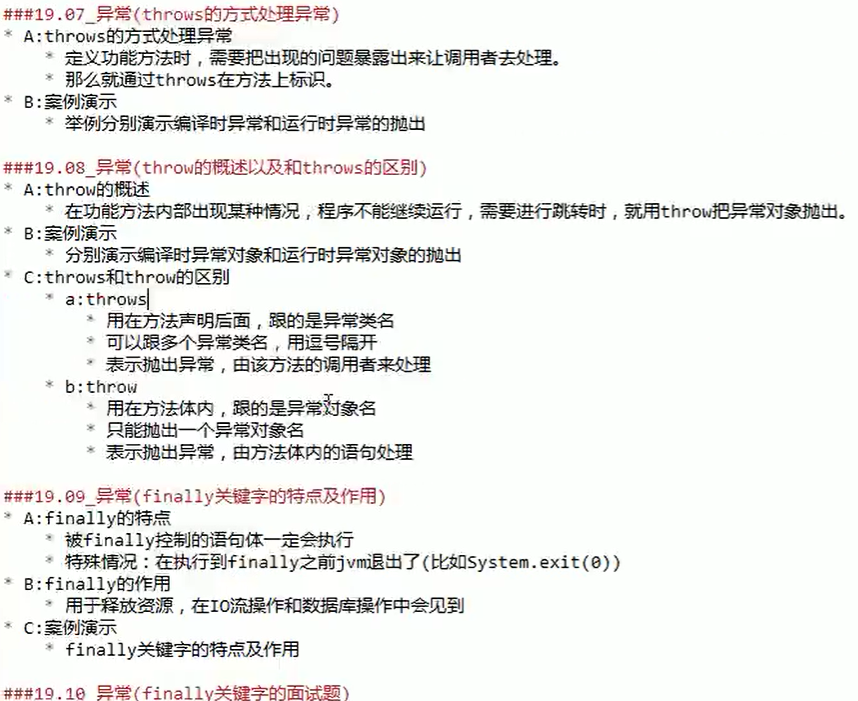 ###19.07_异常(throws的方式处理异常)
* A:throws的方式处理异常
* 定义功能方法时，需要把出现的问题暴露出来让调用者去处理。
* 那么就通过throws在方法上标识。
* B:案例演示
* 举例分别演示编译时异常和运行时异常的抛出
###19.08_异常(throw的概述以及和throws的区别)
* A:throw的概述
* 在功能方法内部出现某种情况，程序不能继续运行，需要进行跳转时，就用throw把异常对象抛出。
* B:案例演示
* 分别演示编译时异常对象和运行时异常对象的抛出
* C:throws和throw的区别
* a:throws
* 用在方法声明后面，跟的是异常类名
* 可以跟多个异常类名，用逗号隔开
* 表示抛出异常，由该方法的调用者来处理
* b:throw
* 用在方法体内，跟的是异常对象名
* 只能抛出一个异常对象名
* 表示抛出异常，由方法体内的语句处理
###19.09_异常(finally关键字的特点及作用)
* A:finally的特点
* 被finally控制的语句体一定会执行
* 特殊情况：在执行到finally之前jvm退出了(比如System.exit(0))
* B:finally的作用
* 用于释放资源，在IO流操作和数据库操作中会见到
* C:案例演示
* finally关键字的特点及作用
###19.10_异常(finally关键字的面试题)